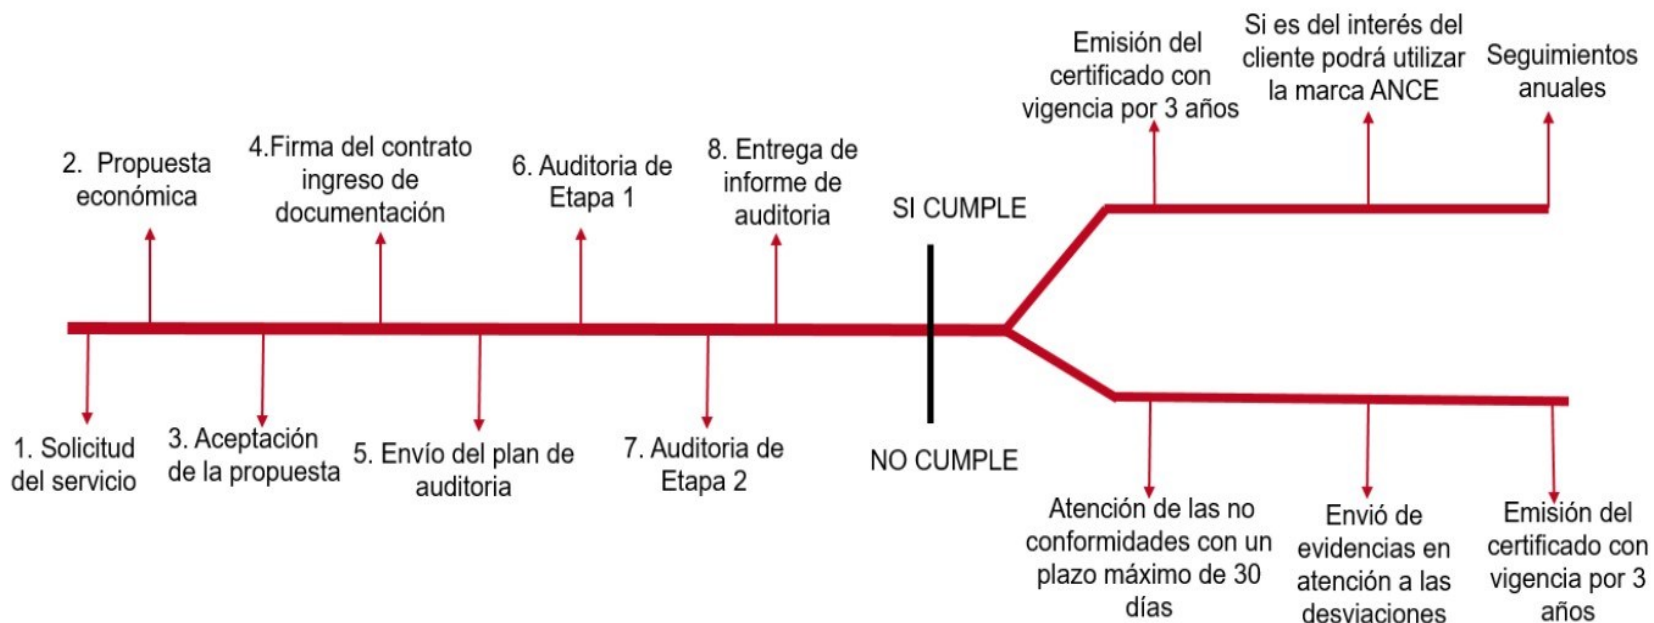 1. Solicitud
del servicio
2. Propuesta
económica
3. Aceptación
de la propuesta
4.Firma del contrato
ingreso de
documentación
5. Envío del plan de
auditoria
6. Auditoria de
Etapa 1
7. Auditoria de
Etapa 2
8. Entrega de
informe de
auditoria
SI CUMPLE
Emisión del
certificado con
vigencia por 3 años
Si es del interés del
cliente podrá utilizar
la marca ANCE
Seguimientos
anuales
NO CUMPLE
Atención de las no
conformidades con un
plazo máximo de 30
días
Envió de
evidencias en
atención a las
desviaciones
Emisión del
certificado con
vigencia por 3
años